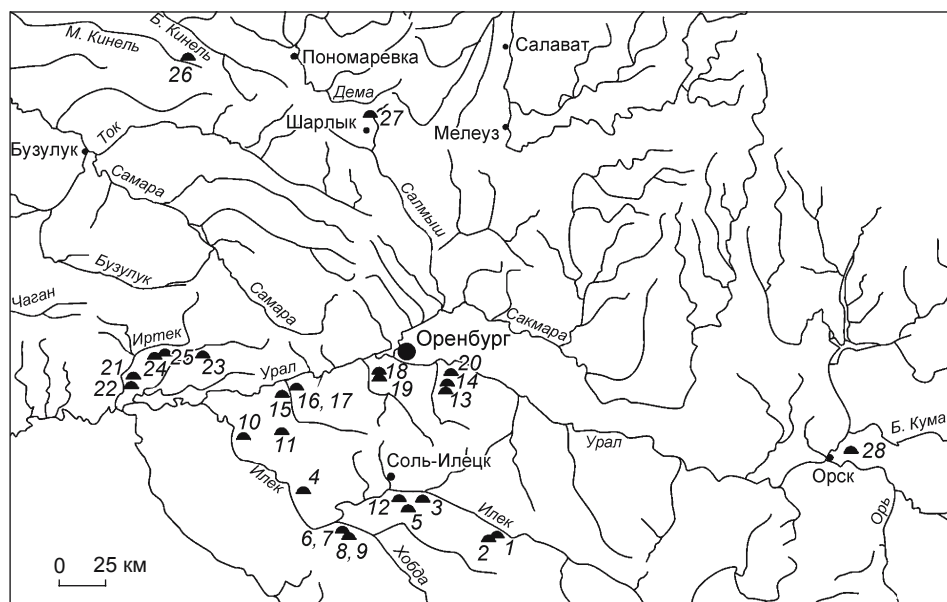 М. Кинель
Б. Кинель
26
Пономаревка
Салават
Дема
27
Шарлык
Мелеуз
Бузулук
Ток
Самара
Салмыш
Бузулук
Чаган
Самара
Сакмара
Иртек
Оренбург
21
24
25
23
22
Урал
18
19
20
14
13
15
16, 17
10
11
Урал
Б. Кума
28
Орск
Орь
Илек
4
Соль-Илецк
12
3
5
Илек
6, 7
8, 9
2
1
Хобда
0 25 км